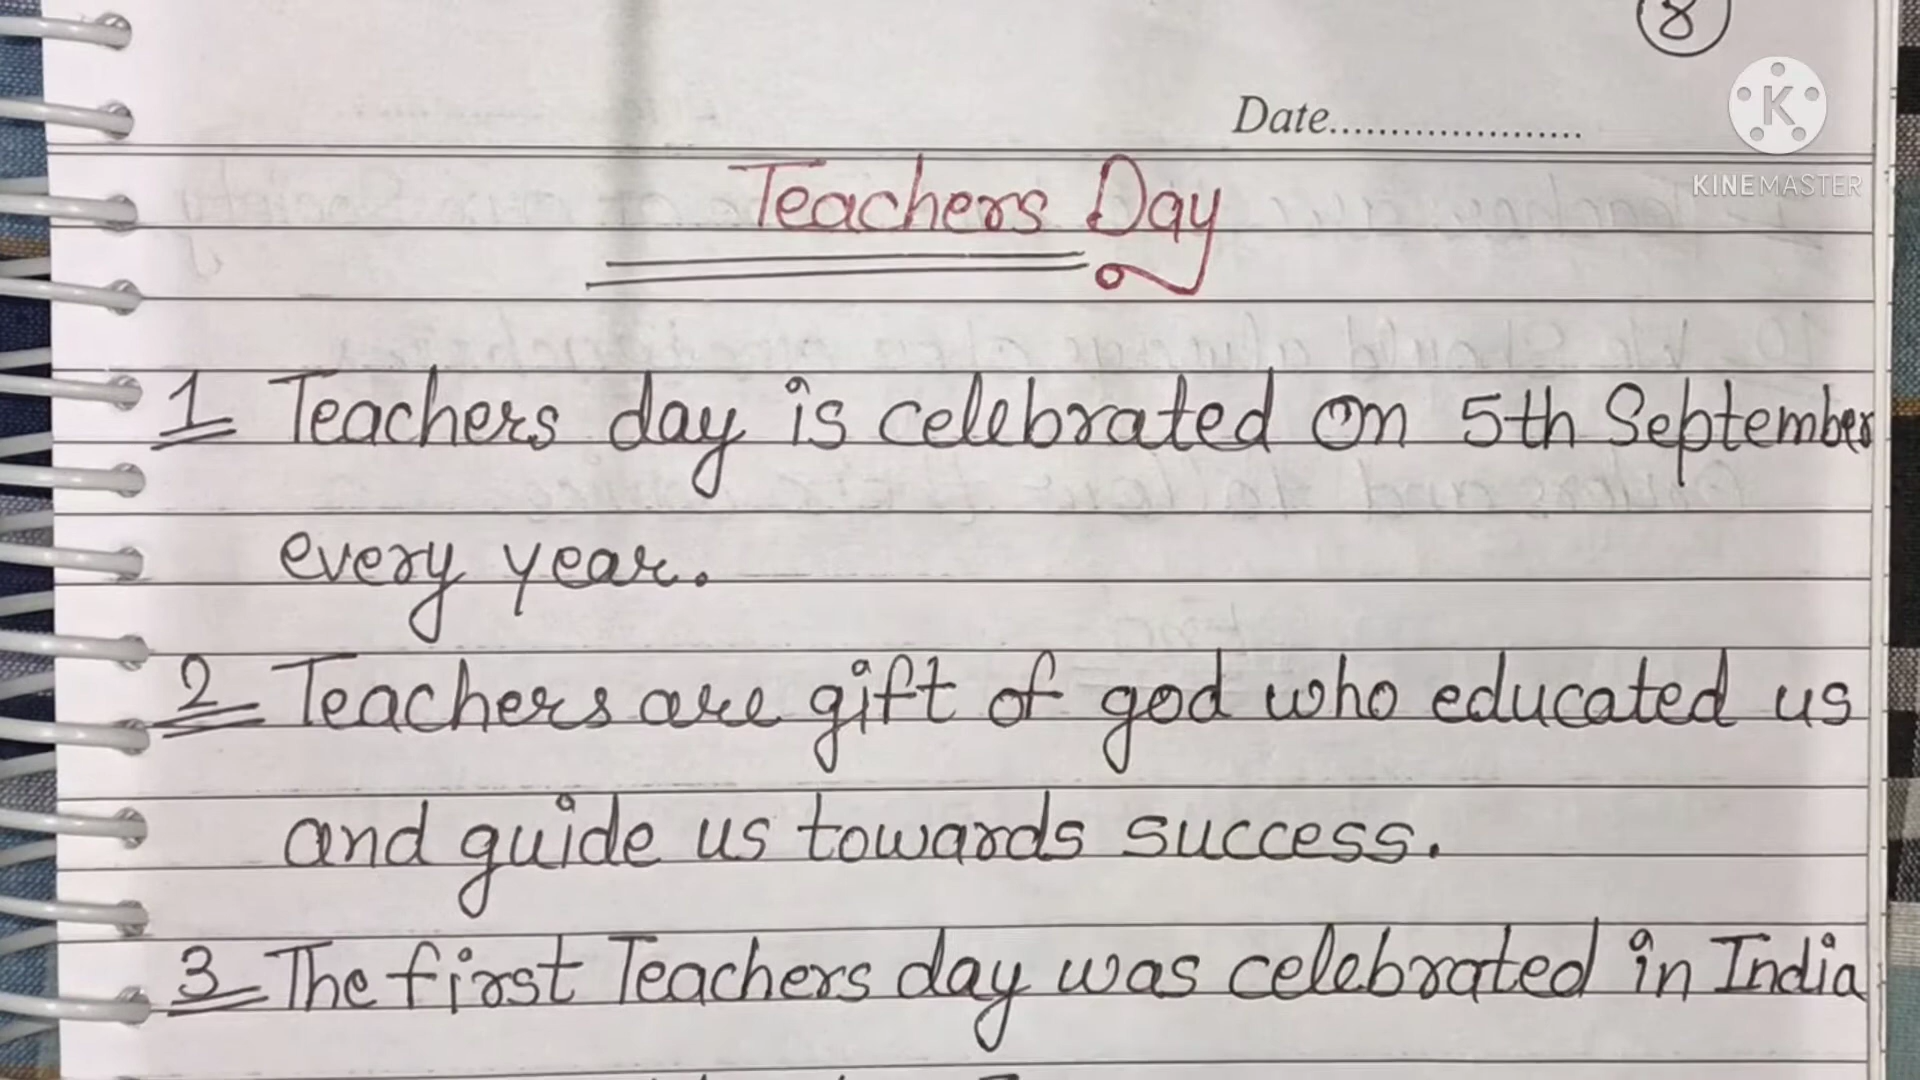 8
Date.....................
KINEMASTER
Teachers Day
1 Teachers day is celebrated on 5th September
every year.
2 Teachers are gift of god who educated us
and guide us towards success.
3 The first Teachers day was celebrated in India